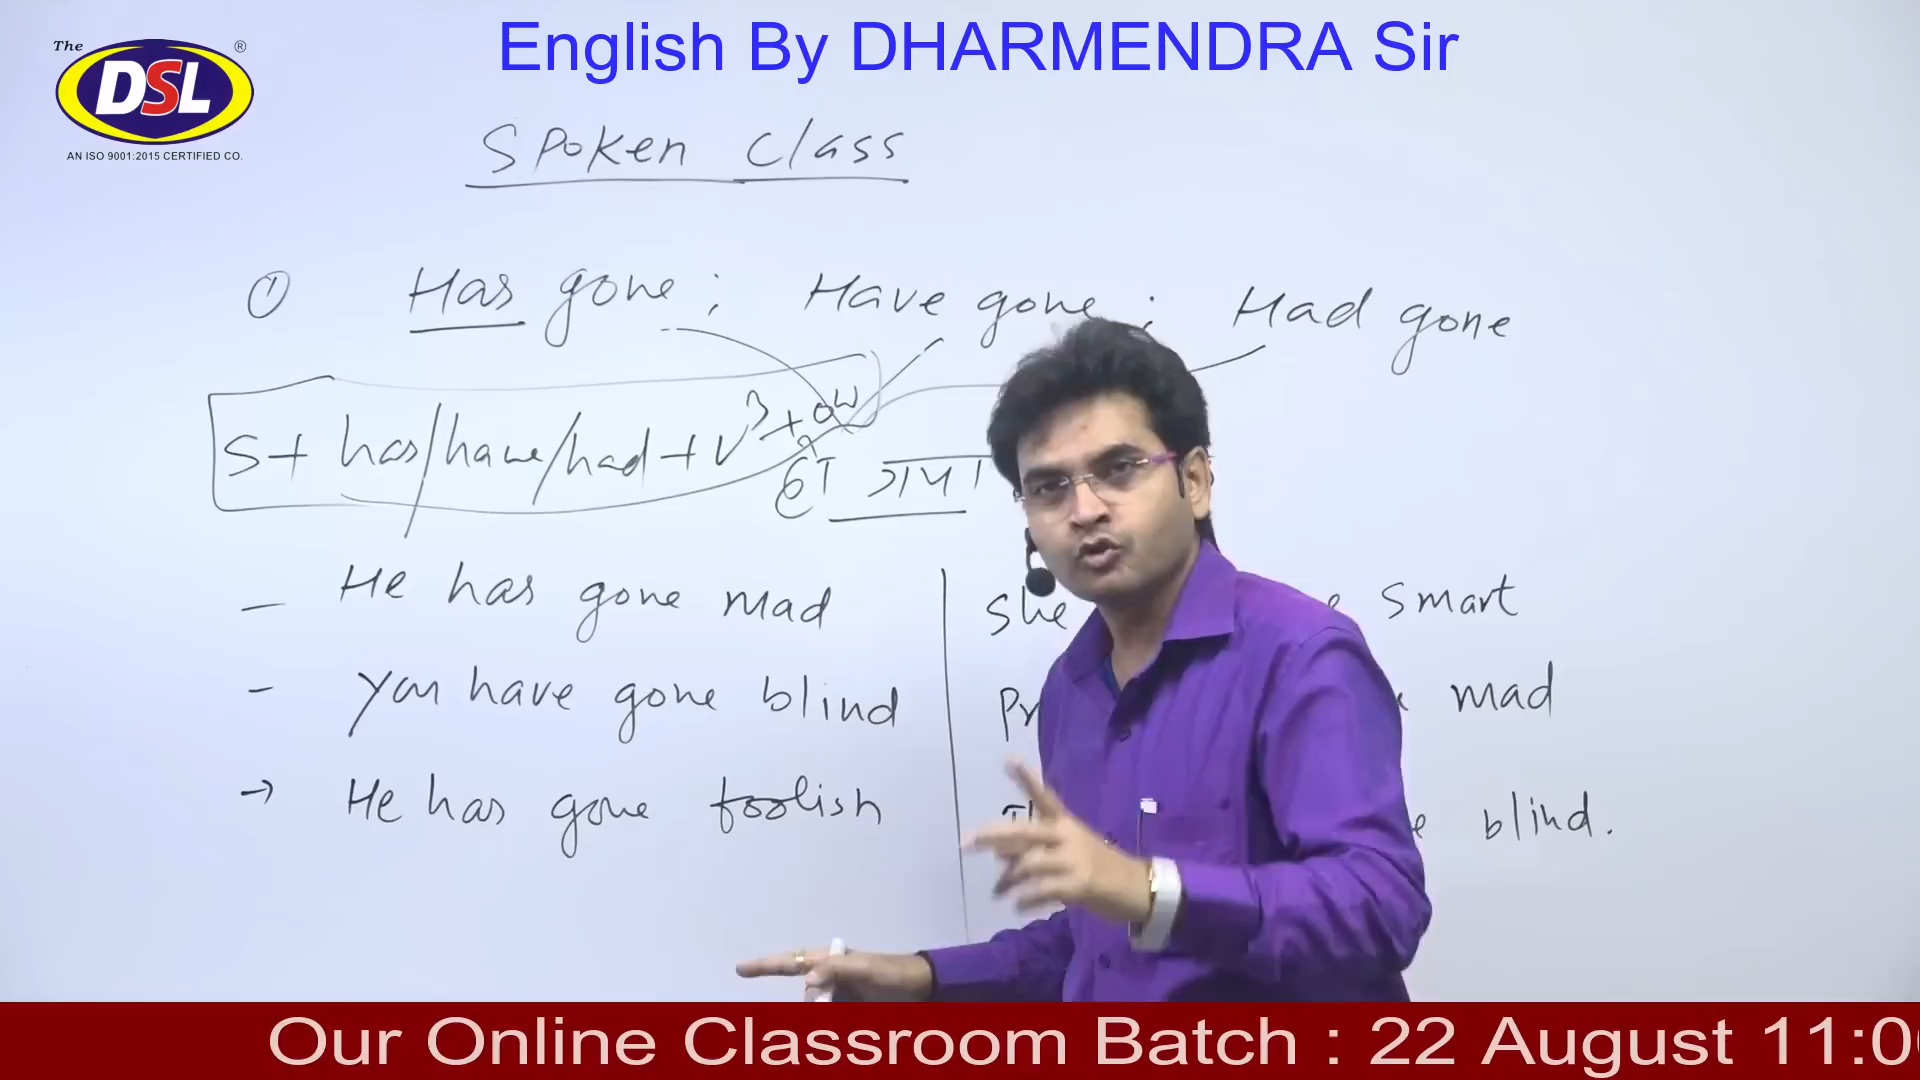 English By DHARMENDRA Sir
The DSL ®
AN ISO 9001:2015 CERTIFIED CO.
Spoken Class
① Has gone ; Have gone ; Had gone
S + has/have/had + V3 + ow
हो गया
– He has gone mad
She smart
– You have gone blind
mad
→ He has gone foolish
blind.
Our Online Classroom Batch : 22 August 11:0